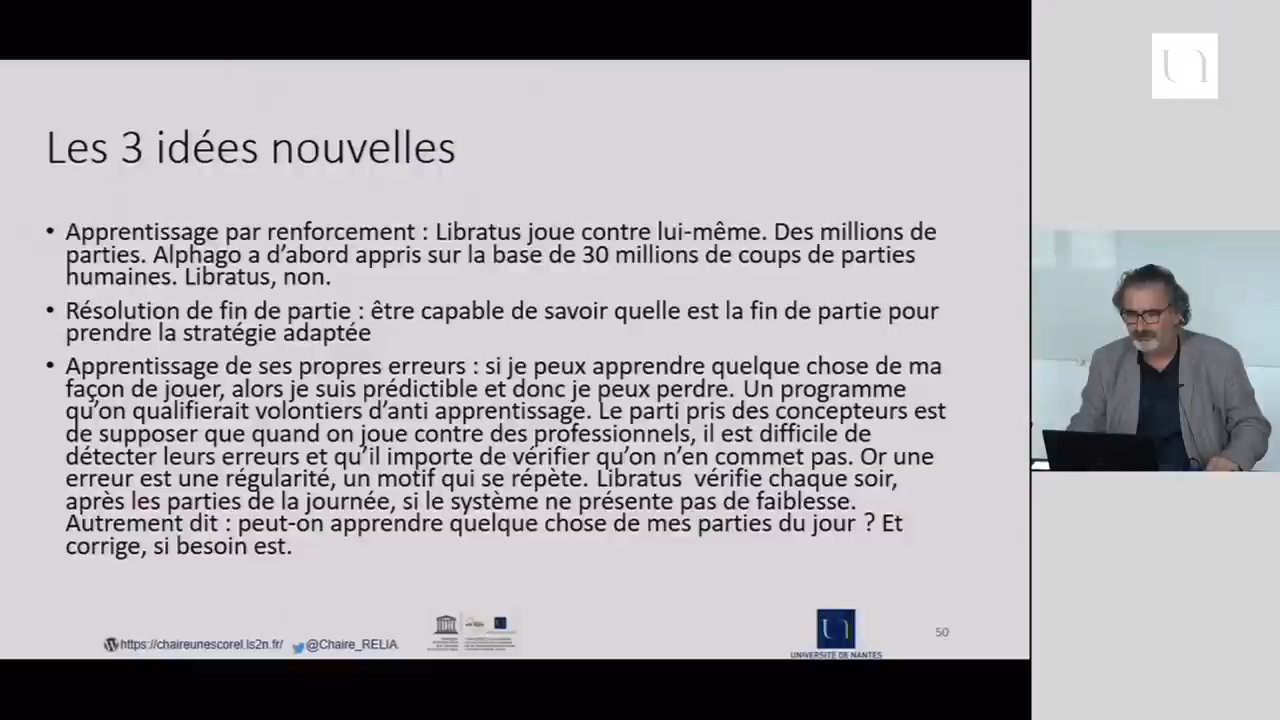 Les 3 idées nouvelles
• Apprentissage par renforcement : Libratus joue contre lui-même. Des millions de
parties. Alphago a d’abord appris sur la base de 30 millions de coups de parties
humaines. Libratus, non.
• Résolution de fin de partie : être capable de savoir quelle est la fin de partie pour
prendre la stratégie adaptée
• Apprentissage de ses propres erreurs : si je peux apprendre quelque chose de ma
façon de jouer, alors je suis prédictible et donc je peux perdre. Un programme
qu’on qualifierait volontiers d’anti apprentissage. Le parti pris des concepteurs est
de supposer que quand on joue contre des professionnels, il est difficile de
détecter leurs erreurs et qu’il importe de vérifier qu’on n’en commet pas. Or une
erreur est une régularité, un motif qui se répète. Libratus  vérifie chaque soir,
après les parties de la journée, si le système ne présente pas de faiblesse.
Autrement dit : peut-on apprendre quelque chose de mes parties du jour ? Et
corrige, si besoin est.
https://chaireunescorel.ls2n.fr/ @Chaire_RELIA
UNIVERSITÉ DE NANTES
50